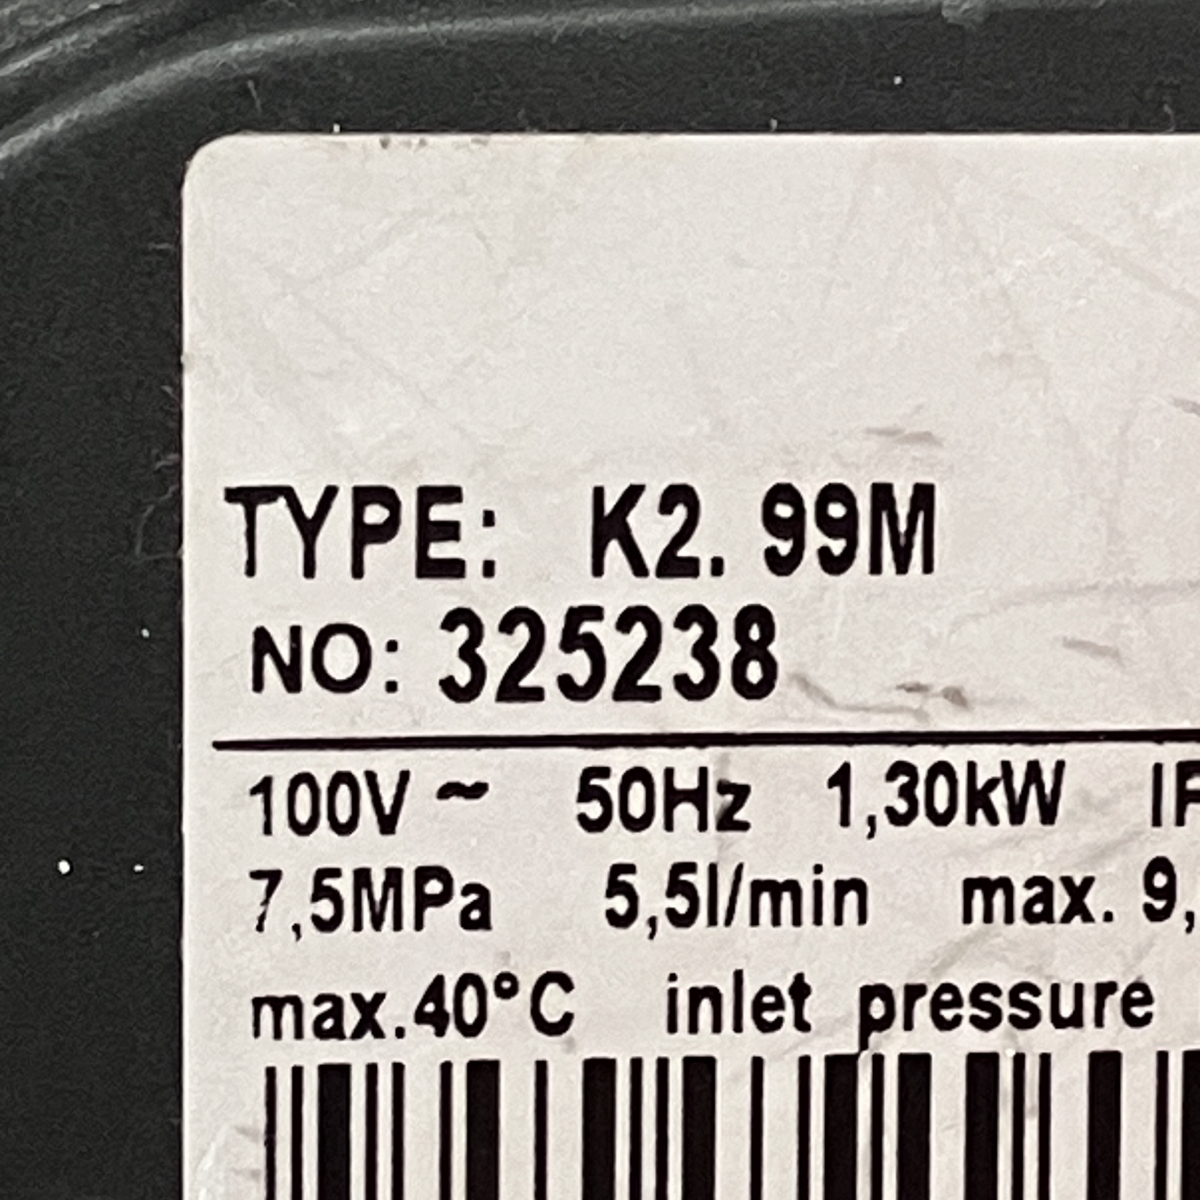 TYPE: K2. 99M
NO: 325238
100V ~ 50Hz 1,30kW
7,5MPa 5,5l/min max. 9,
max.40°C inlet pressure